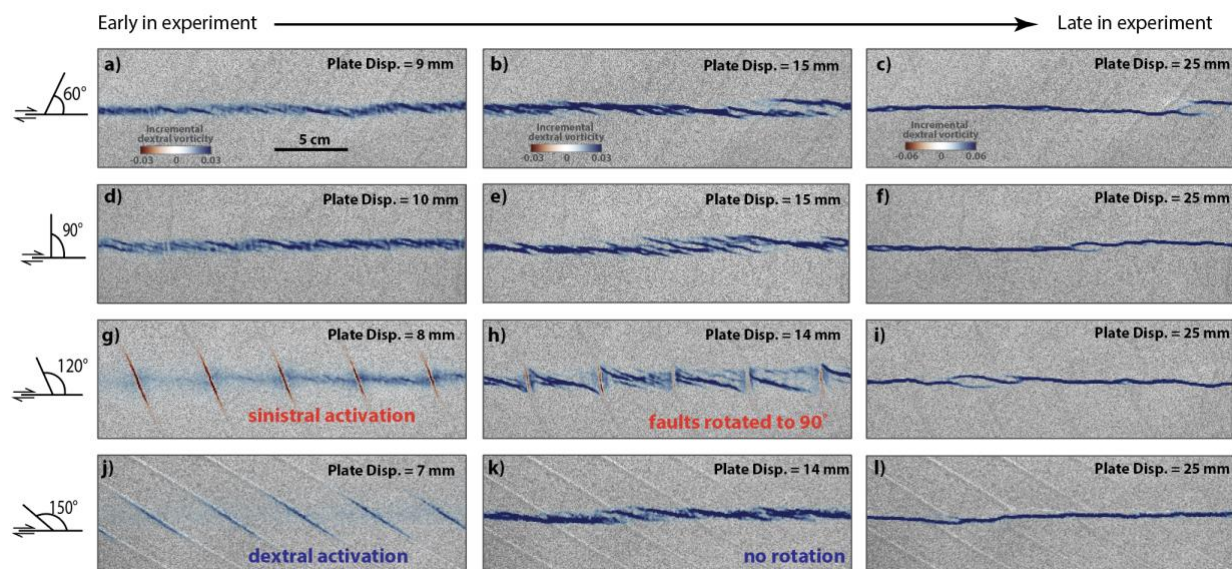 Early in experiment
Late in experiment
60°
a)
Plate Disp. = 9 mm
Incremental
dextral vorticity
-0.03 0 0.03
5 cm
b)
Plate Disp. = 15 mm
Incremental
dextral vorticity
-0.03 0 0.03
c)
Plate Disp. = 25 mm
Incremental
dextral vorticity
-0.06 0 0.06
90°
d)
Plate Disp. = 10 mm
e)
Plate Disp. = 15 mm
f)
Plate Disp. = 25 mm
120°
g)
Plate Disp. = 8 mm
sinistral activation
h)
Plate Disp. = 14 mm
faults rotated to 90°
i)
Plate Disp. = 25 mm
150°
j)
Plate Disp. = 7 mm
dextral activation
k)
Plate Disp. = 14 mm
no rotation
l)
Plate Disp. = 25 mm